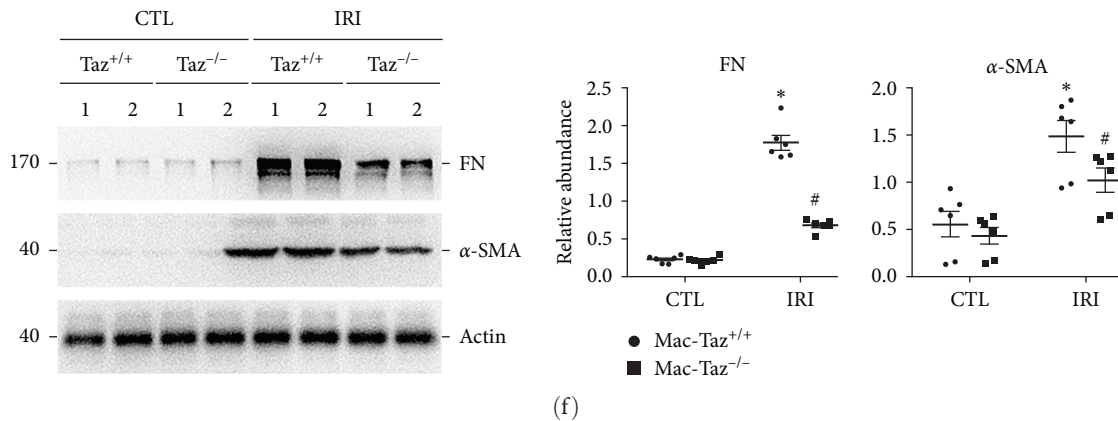 CTL IRI
Taz+/+ Taz−/− Taz+/+ Taz−/−
1 2 1 2 1 2 1 2
170 FN
40 α-SMA
40 Actin
FN
Relative abundance
2.5
2.0
1.5
1.0
0.5
0.0
*
#
CTL IRI
α-SMA
2.0
1.5
1.0
0.5
0
*
#
CTL IRI
Mac-Taz+/+
Mac-Taz−/−
(f)